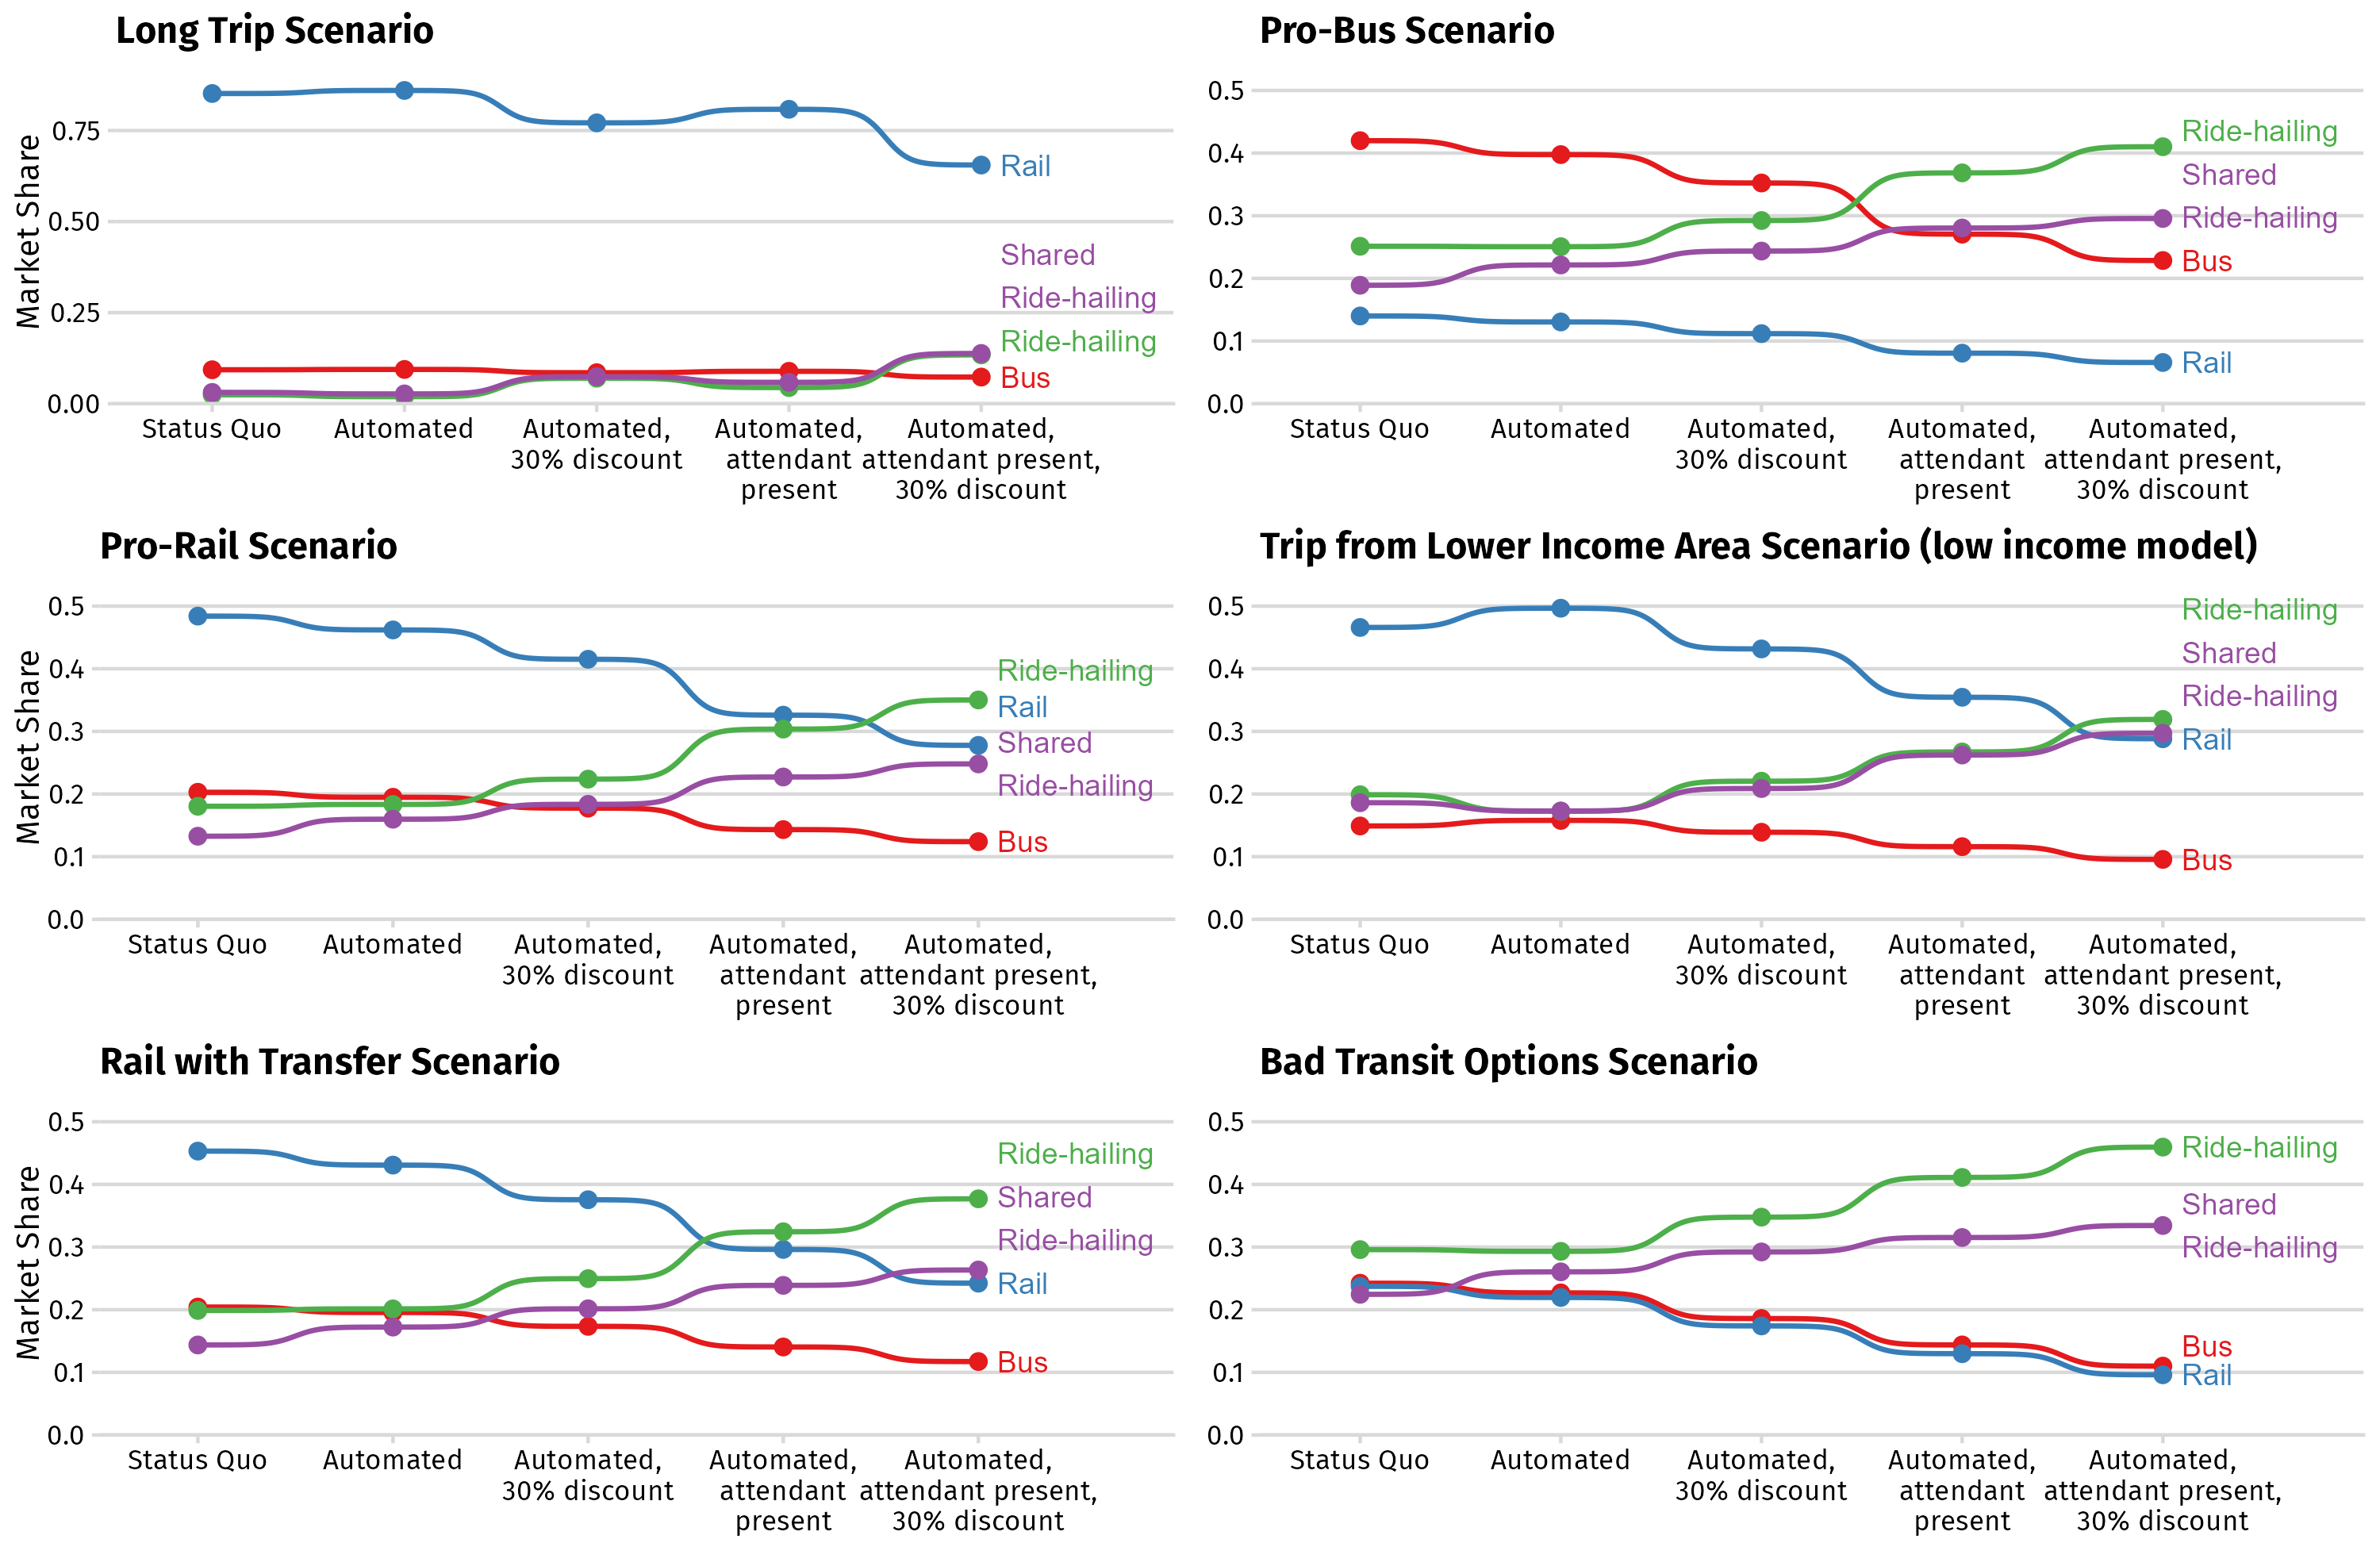 Long Trip Scenario
Market Share
0.75
0.50
0.25
0.00
Rail
Shared
Ride-hailing
Ride-hailing
Bus
Status Quo Automated Automated, Automated, Automated,
30% discount attendant attendant present,
present 30% discount
Pro-Bus Scenario
0.5
0.4
0.3
0.2
0.1
0.0
Ride-hailing
Shared
Ride-hailing
Bus
Rail
Status Quo Automated Automated, Automated, Automated,
30% discount attendant attendant present,
present 30% discount
Pro-Rail Scenario
Market Share
0.5
0.4
0.3
0.2
0.1
0.0
Ride-hailing
Rail
Shared
Ride-hailing
Bus
Status Quo Automated Automated, Automated, Automated,
30% discount attendant attendant present,
present 30% discount
Trip from Lower Income Area Scenario (low income model)
0.5
0.4
0.3
0.2
0.1
0.0
Ride-hailing
Shared
Ride-hailing
Rail
Bus
Status Quo Automated Automated, Automated, Automated,
30% discount attendant attendant present,
present 30% discount
Rail with Transfer Scenario
Market Share
0.5
0.4
0.3
0.2
0.1
0.0
Ride-hailing
Shared
Ride-hailing
Rail
Bus
Status Quo Automated Automated, Automated, Automated,
30% discount attendant attendant present,
present 30% discount
Bad Transit Options Scenario
0.5
0.4
0.3
0.2
0.1
0.0
Ride-hailing
Shared
Ride-hailing
Bus
Rail
Status Quo Automated Automated, Automated, Automated,
30% discount attendant attendant present,
present 30% discount